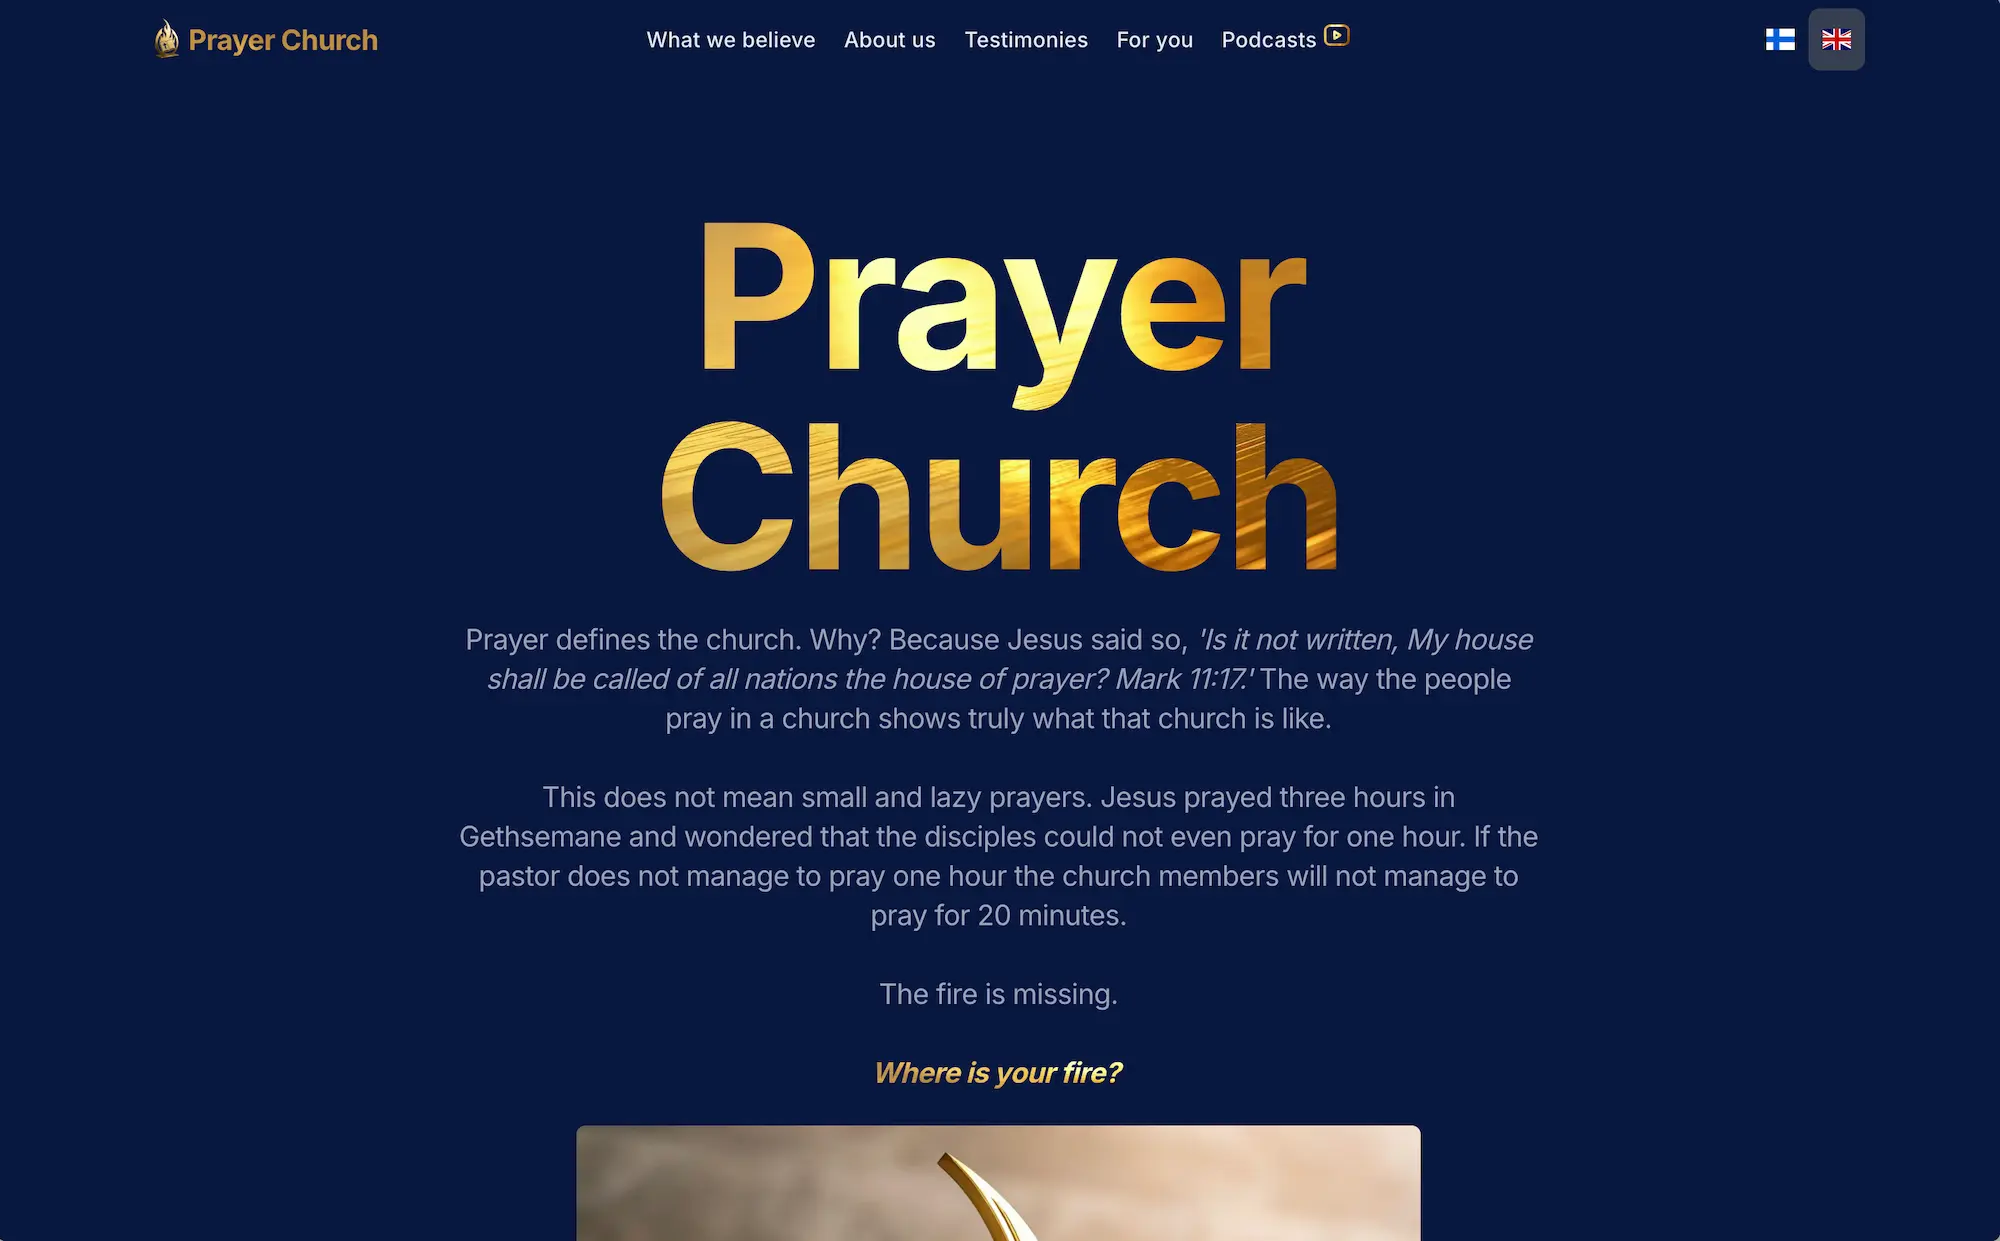 Prayer Church
What we believe
About us
Testimonies
For you
Podcasts
Prayer
Church
Prayer defines the church. Why? Because Jesus said so, 'Is it not written, My house
shall be called of all nations the house of prayer? Mark 11:17.' The way the people
pray in a church shows truly what that church is like.
This does not mean small and lazy prayers. Jesus prayed three hours in
Gethsemane and wondered that the disciples could not even pray for one hour. If the
pastor does not manage to pray one hour the church members will not manage to
pray for 20 minutes.
The fire is missing.
Where is your fire?